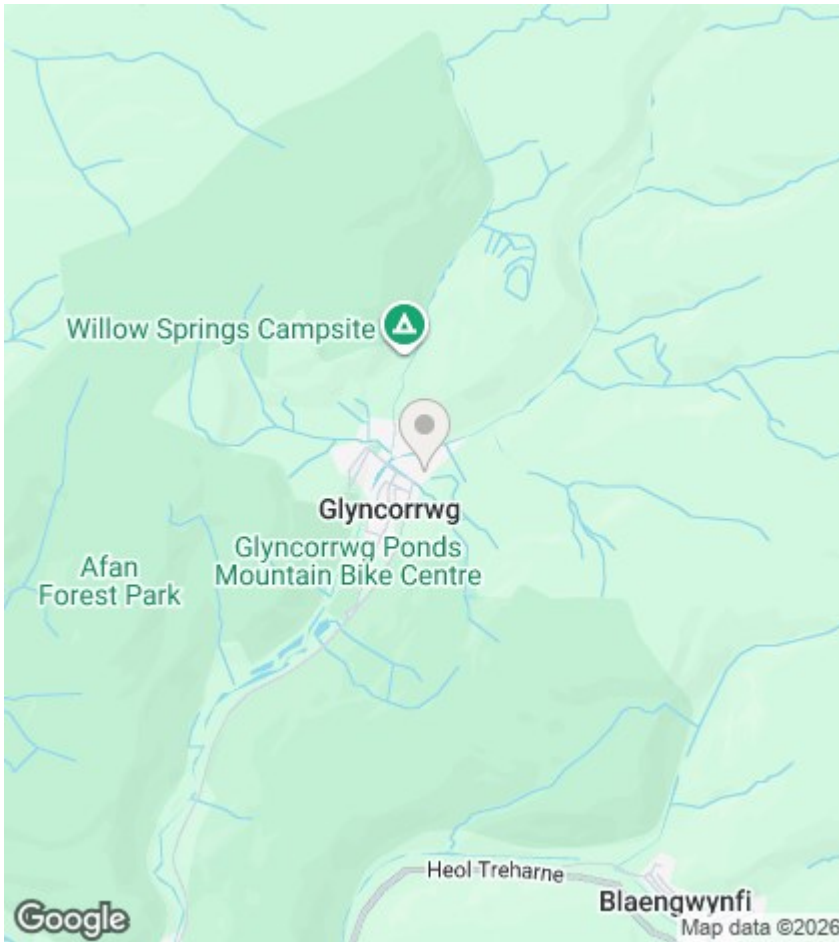 Willow Springs Campsite
Glyncorrwg
Glyncorrwg Ponds
Mountain Bike Centre
Afan
Forest Park
Heol Treharne
Blaengwynfi
Google
Map data ©2026